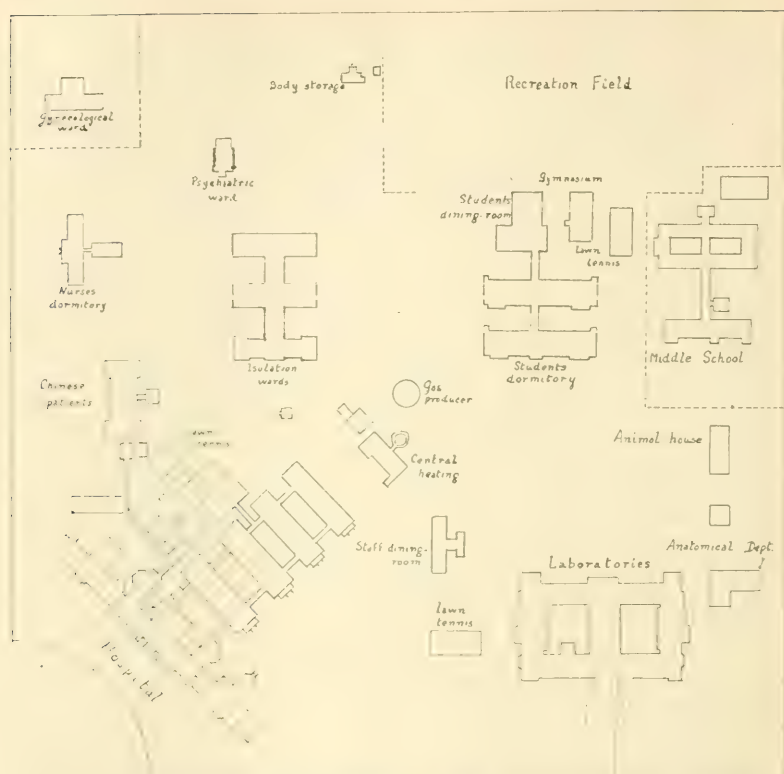 Body storage
Recreation Field
Gynecological
ward
Psychiatric
ward
Gymnasium
Students
dining-room
Lawn
tennis
Nurses
dormitory
Isolation
wards
Students
dormitory
Middle School
Chinese
patients
Gas
producer
Lawn
tennis
Central
heating
Animal house
Staff dining-
room
Laboratories
Anatomical Dept.
Lawn
tennis
Hospital